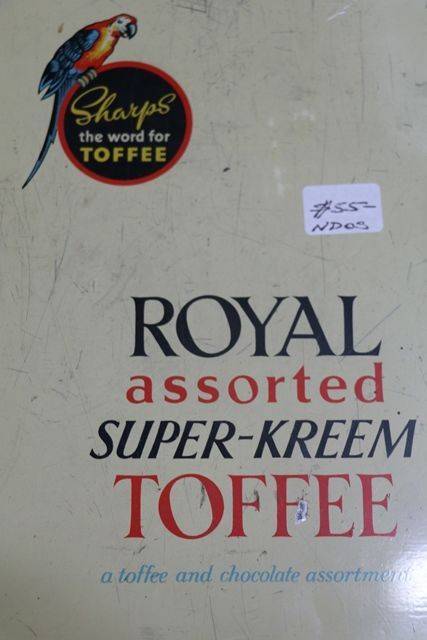 Sharps
the word for
TOFFEE
$55-
NDOS
ROYAL
assorted
SUPER-KREEM
TOFFEE
a toffee and chocolate assortment